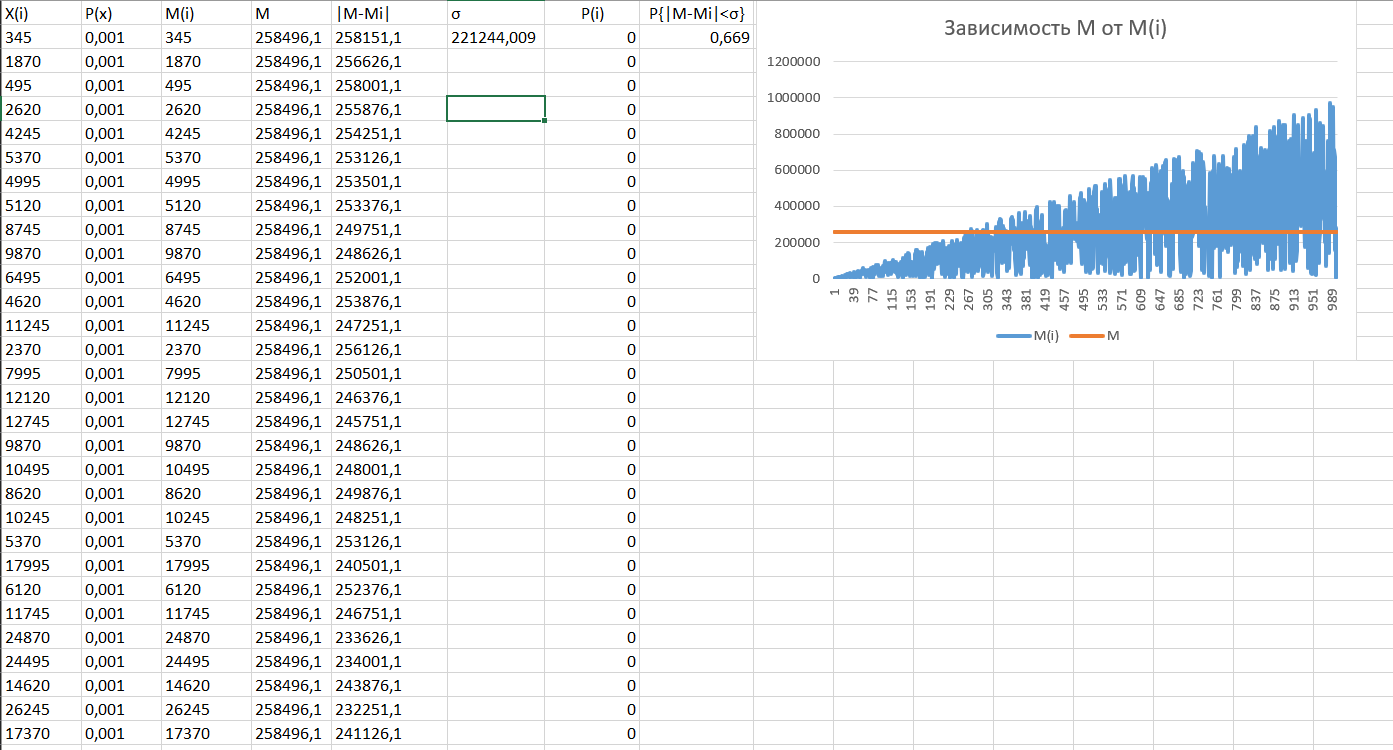 X(i) P(x) M(i) M |M-Mi| σ P(i) P{|M-Mi|<σ}
345 0,001 345 258496,1 258151,1 221244,009 0 0,669
1870 0,001 1870 258496,1 256626,1 0
495 0,001 495 258496,1 258001,1 0
2620 0,001 2620 258496,1 255876,1 0
4245 0,001 4245 258496,1 254251,1 0
5370 0,001 5370 258496,1 253126,1 0
4995 0,001 4995 258496,1 253501,1 0
5120 0,001 5120 258496,1 253376,1 0
8745 0,001 8745 258496,1 249751,1 0
9870 0,001 9870 258496,1 248626,1 0
6495 0,001 6495 258496,1 252001,1 0
4620 0,001 4620 258496,1 253876,1 0
11245 0,001 11245 258496,1 247251,1 0
2370 0,001 2370 258496,1 256126,1 0
7995 0,001 7995 258496,1 250501,1 0
12120 0,001 12120 258496,1 246376,1 0
12745 0,001 12745 258496,1 245751,1 0
9870 0,001 9870 258496,1 248626,1 0
10495 0,001 10495 258496,1 248001,1 0
8620 0,001 8620 258496,1 249876,1 0
10245 0,001 10245 258496,1 248251,1 0
5370 0,001 5370 258496,1 253126,1 0
17995 0,001 17995 258496,1 240501,1 0
6120 0,001 6120 258496,1 252376,1 0
11745 0,001 11745 258496,1 246751,1 0
24870 0,001 24870 258496,1 233626,1 0
24495 0,001 24495 258496,1 234001,1 0
14620 0,001 14620 258496,1 243876,1 0
26245 0,001 26245 258496,1 232251,1 0
17370 0,001 17370 258496,1 241126,1 0
Зависимость M от M(i)
1200000
1000000
800000
600000
400000
200000
0
1 39 77 115 153 191 229 267 305 343 381 419 457 495 533 571 609 647 685 723 761 799 837 875 913 951 989
M(i) M